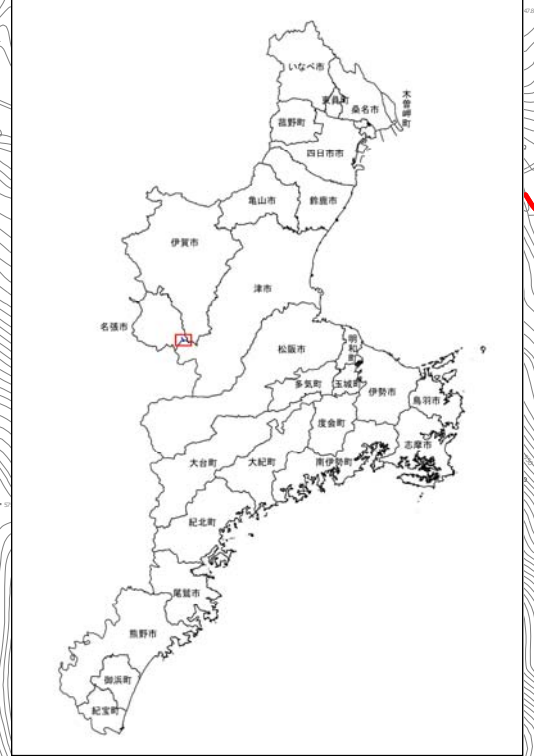 いなべ市
東員町
桑名市
木曽岬町
菰野町
四日市市
亀山市
鈴鹿市
伊賀市
津市
名張市
松阪市
明和町
多気町
玉城町
伊勢市
鳥羽市
度会町
志摩市
大台町
大紀町
南伊勢町
紀北町
尾鷲市
熊野市
御浜町
紀宝町